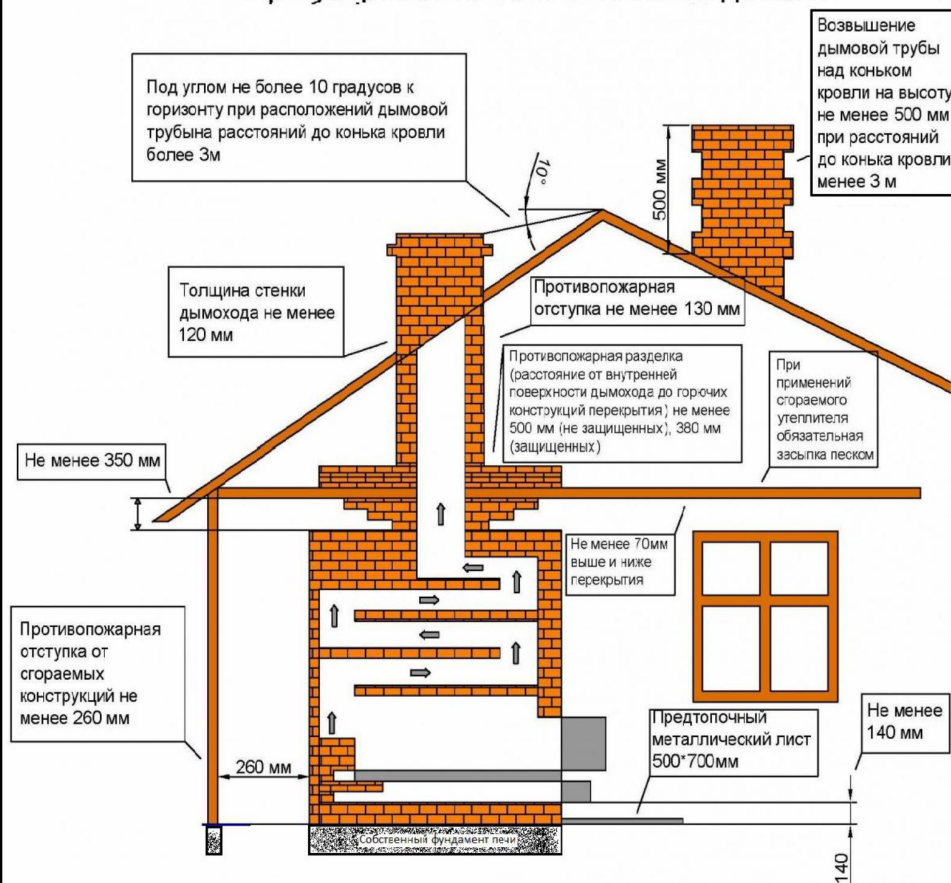 Под углом не более 10 градусов к
горизонту при расположений дымовой
трубына расстояний до конька кровли
более 3м
Возвышение
дымовой трубы
над коньком
кровли на высоту
не менее 500 мм
при расстояний
до конька кровли
менее 3 м
10°
500 мм
Толщина стенки
дымохода не менее
120 мм
Противопожарная
отступка не менее 130 мм
Противопожарная разделка
(расстояние от внутренней
поверхности дымохода до горючих
конструкций перекрытия) не менее
500 мм (не защищенных), 380 мм
(защищенных)
При
применений
сгораемого
утеплителя
обязательная
засыпка песком
Не менее 350 мм
Не менее 70мм
выше и ниже
перекрытия
Противопожарная
отступка от
сгораемых
конструкций не
менее 260 мм
260 мм
Предтопочный
металлический лист
500*700мм
Не менее
140 мм
Собственный фундамент печи
140